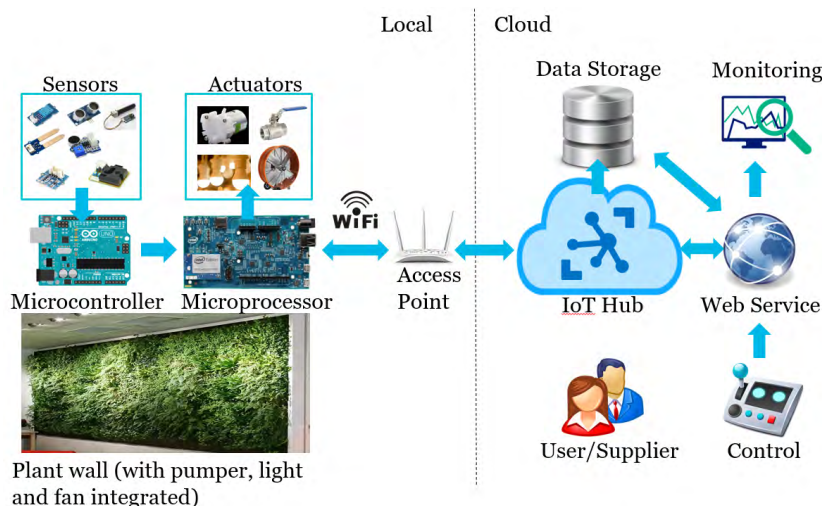 Local
Cloud
Sensors
Actuators
Data Storage
Monitoring
WiFi
Microcontroller
Microprocessor
Access
Point
IoT Hub
Web Service
User/Supplier
Control
Plant wall (with pumper, light
and fan integrated)